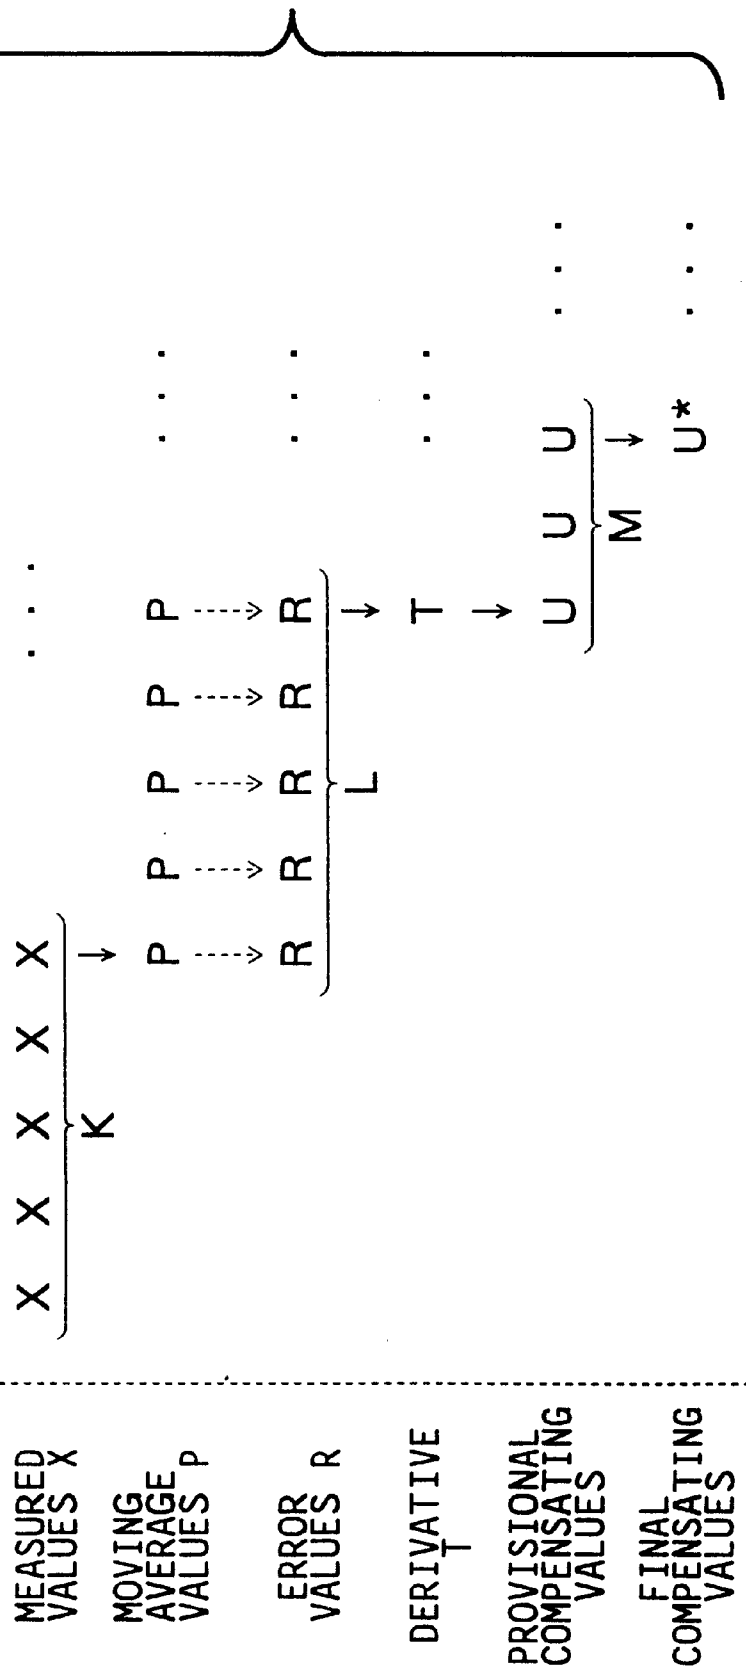 MEASURED
VALUES X
X X X X X . . .
K
MOVING
AVERAGE
VALUES P
P P P P P . . .
ERROR
VALUES R
R R R R R . . .
L
DERIVATIVE
T
T . . .
PROVISIONAL
COMPENSATING
VALUES
U U U . . .
M
FINAL
COMPENSATING
VALUES
U* . . .